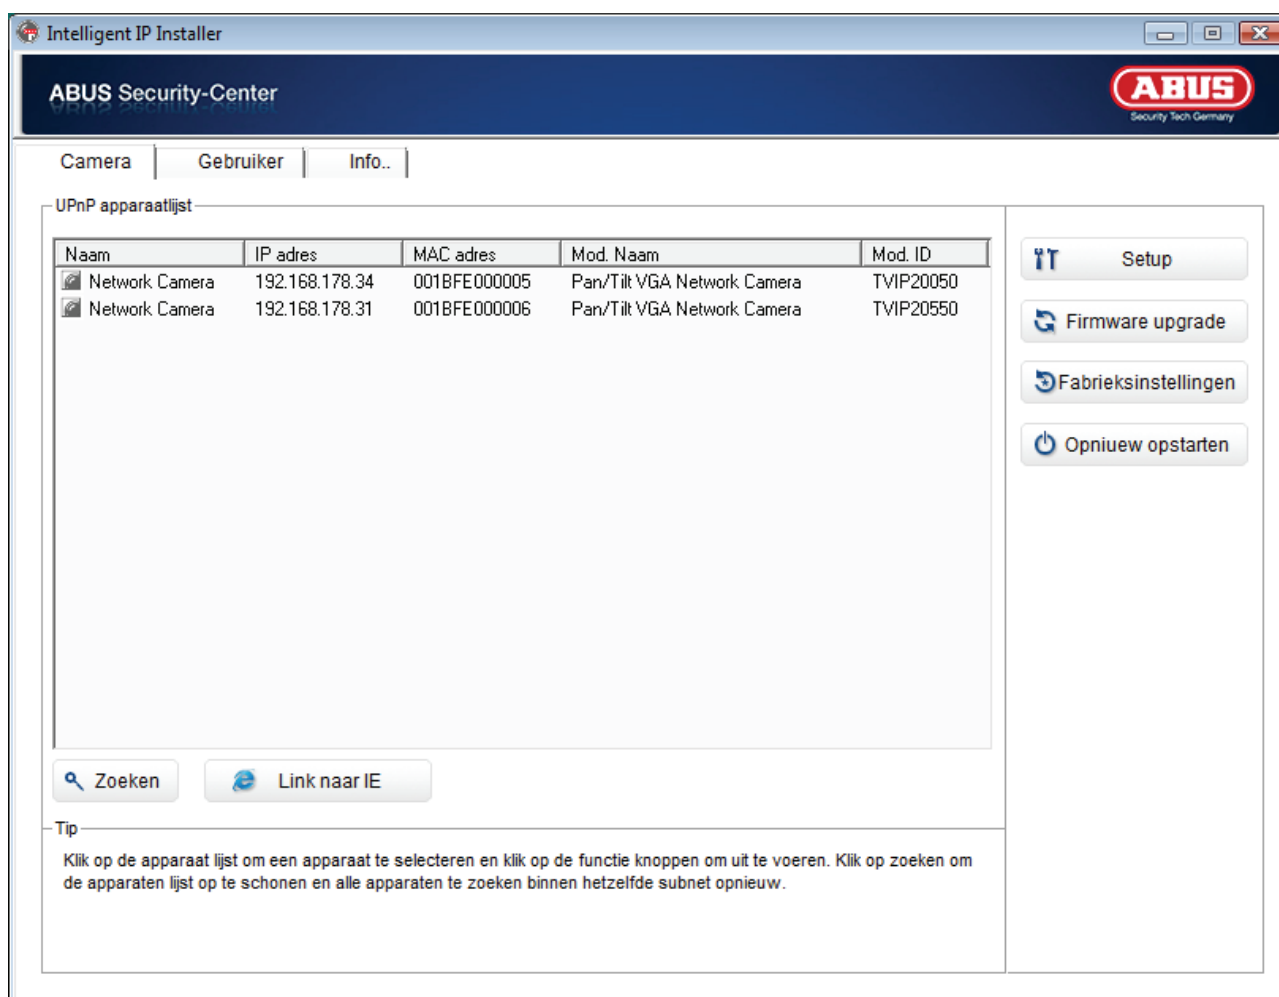 Intelligent IP Installer
ABUS Security-Center
ABUS
Security Tech Germany
Camera Gebruiker Info..
UPnP apparaatlijst
Naam IP adres MAC adres Mod. Naam Mod. ID
Network Camera 192.168.178.34 001BFE000005 Pan/Tilt VGA Network Camera TVIP20050
Network Camera 192.168.178.31 001BFE000006 Pan/Tilt VGA Network Camera TVIP20550
Setup
Firmware upgrade
Fabrieksinstellingen
Opniuew opstarten
Zoeken Link naar IE
Tip
Klik op de apparaat lijst om een apparaat te selecteren en klik op de functie knoppen om uit te voeren. Klik op zoeken om
de apparaten lijst op te schonen en alle apparaten te zoeken binnen hetzelfde subnet opnieuw.